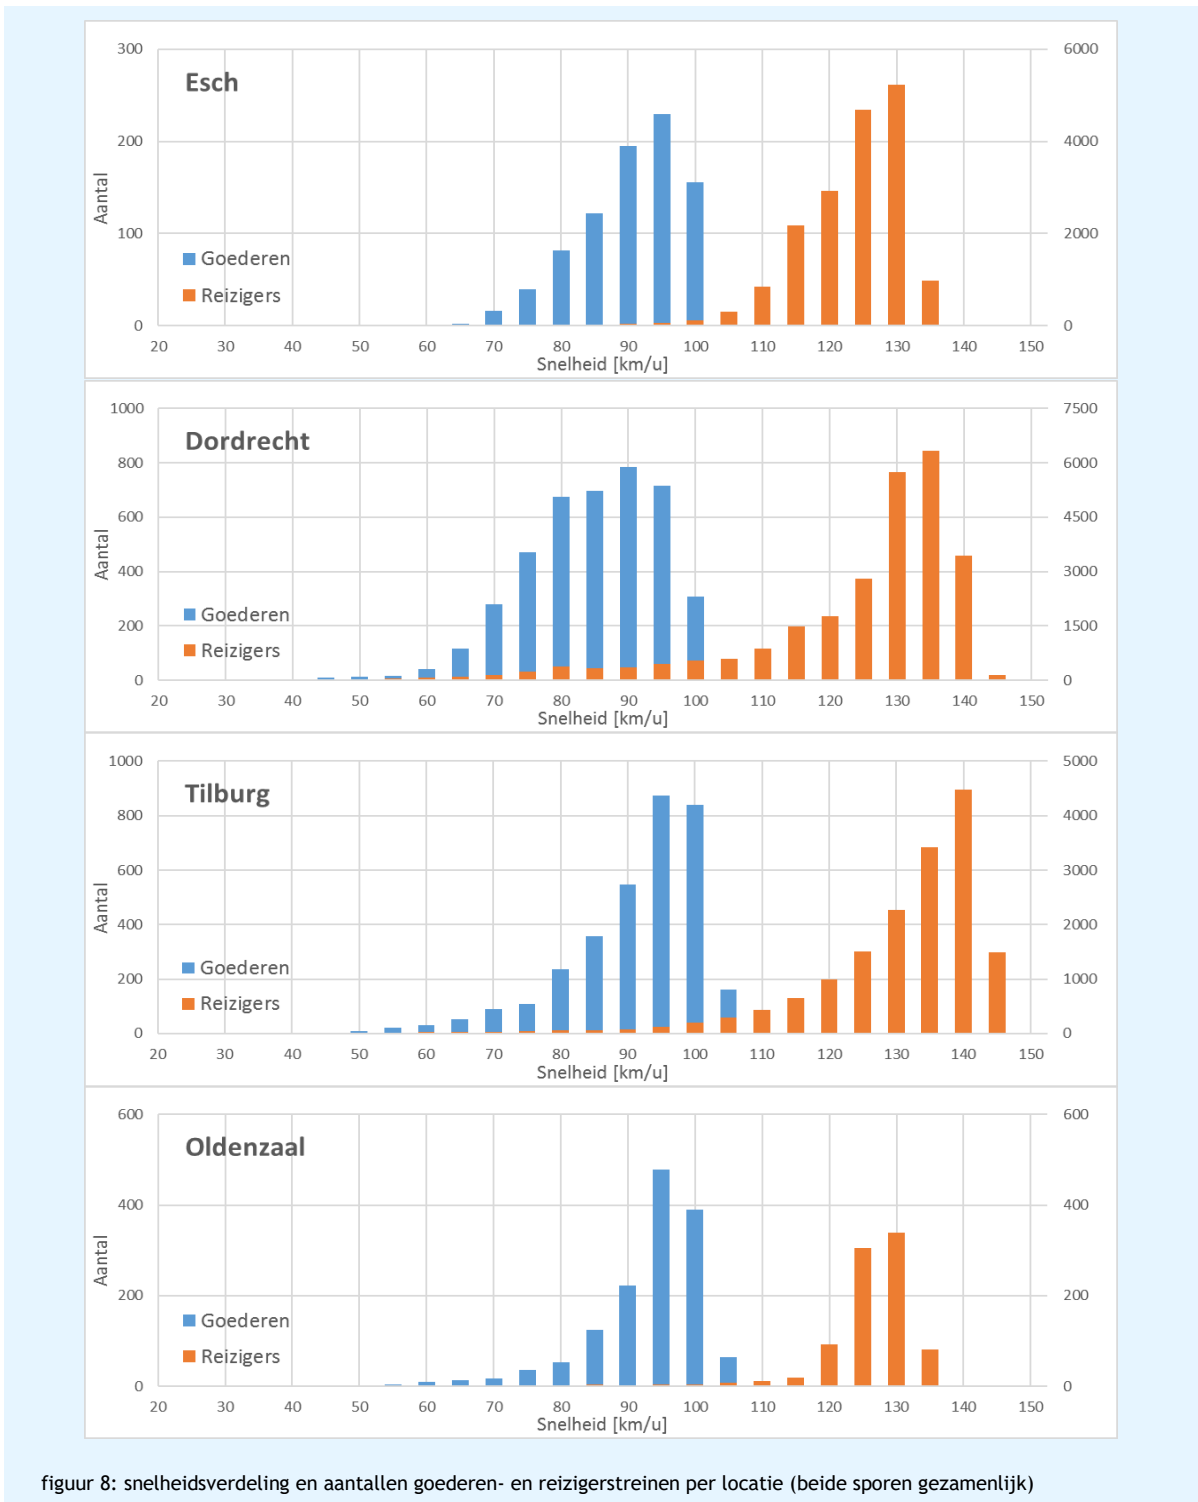 Esch
300 6000
200 4000
100 2000
0 0
Aantal
Goederen
Reizigers
20 30 40 50 60 70 80 90 100 110 120 130 140 150
Snelheid [km/u]
Dordrecht
1000 7500
800 6000
600 4500
400 3000
200 1500
0 0
Aantal
Goederen
Reizigers
20 30 40 50 60 70 80 90 100 110 120 130 140 150
Snelheid [km/u]
Tilburg
1000 5000
800 4000
600 3000
400 2000
200 1000
0 0
Aantal
Goederen
Reizigers
20 30 40 50 60 70 80 90 100 110 120 130 140 150
Snelheid [km/u]
Oldenzaal
600 600
400 400
200 200
0 0
Aantal
Goederen
Reizigers
20 30 40 50 60 70 80 90 100 110 120 130 140 150
Snelheid [km/u]
figuur 8: snelheidsverdeling en aantallen goederen- en reizigerstreinen per locatie (beide sporen gezamenlijk)